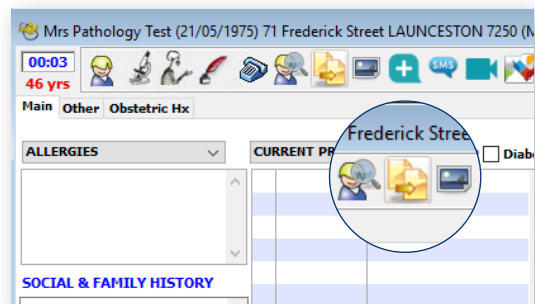 Mrs Pathology Test (21/05/1975) 71 Frederick Street LAUNCESTON 7250 (M
00:03
46 yrs
SMS
Main Other Obstetric Hx
Frederick Stree
ALLERGIES
CURRENT PR
Diab
SOCIAL & FAMILY HISTORY